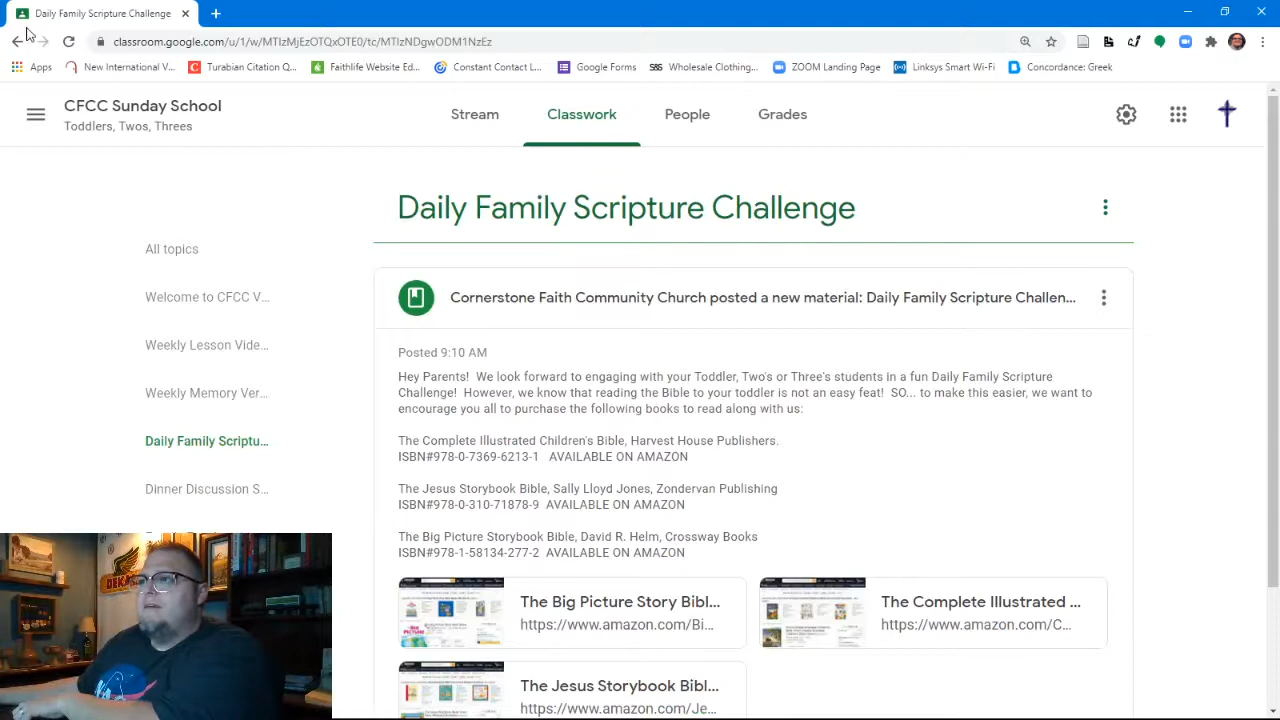 Daily Family Scripture Challenge
classroom.google.com/u/1/w/MTIzMjEzOTQxOTE0/tc/MTIzNDgwODM1NzEz
Apps New International V... Turabian Citation Q... Faithlife Website Ed... Constant Contact L... Google Forms S&S Wholesale Clothing... ZOOM Landing Page Linksys Smart Wi-Fi Concordance: Greek
CFCC Sunday School
Toddlers, Twos, Threes
Stream Classwork People Grades
Daily Family Scripture Challenge
All topics
Welcome to CFCC V...
Weekly Lesson Vide...
Weekly Memory Ver...
Daily Family Scriptu...
Dinner Discussion S...
Cornerstone Faith Community Church posted a new material: Daily Family Scripture Challen...
Posted 9:10 AM
Hey Parents! We look forward to engaging with your Toddler, Two's or Three's students in a fun Daily Family Scripture
Challenge! However, we know that reading the Bible to your toddler is not an easy feat! SO... to make this easier, we want to
encourage you all to purchase the following books to read along with us:
The Complete Illustrated Children's Bible, Harvest House Publishers.
ISBN#978-0-7369-6213-1 AVAILABLE ON AMAZON
The Jesus Storybook Bible, Sally Lloyd Jones, Zondervan Publishing
ISBN#978-0-310-71878-9 AVAILABLE ON AMAZON
The Big Picture Storybook Bible, David R. Helm, Crossway Books
ISBN#978-1-58134-277-2 AVAILABLE ON AMAZON
The Big Picture Story Bibl...
https://www.amazon.com/B...
The Complete Illustrated ...
https://www.amazon.com/C...
The Jesus Storybook Bibl...
https://www.amazon.com/Je...